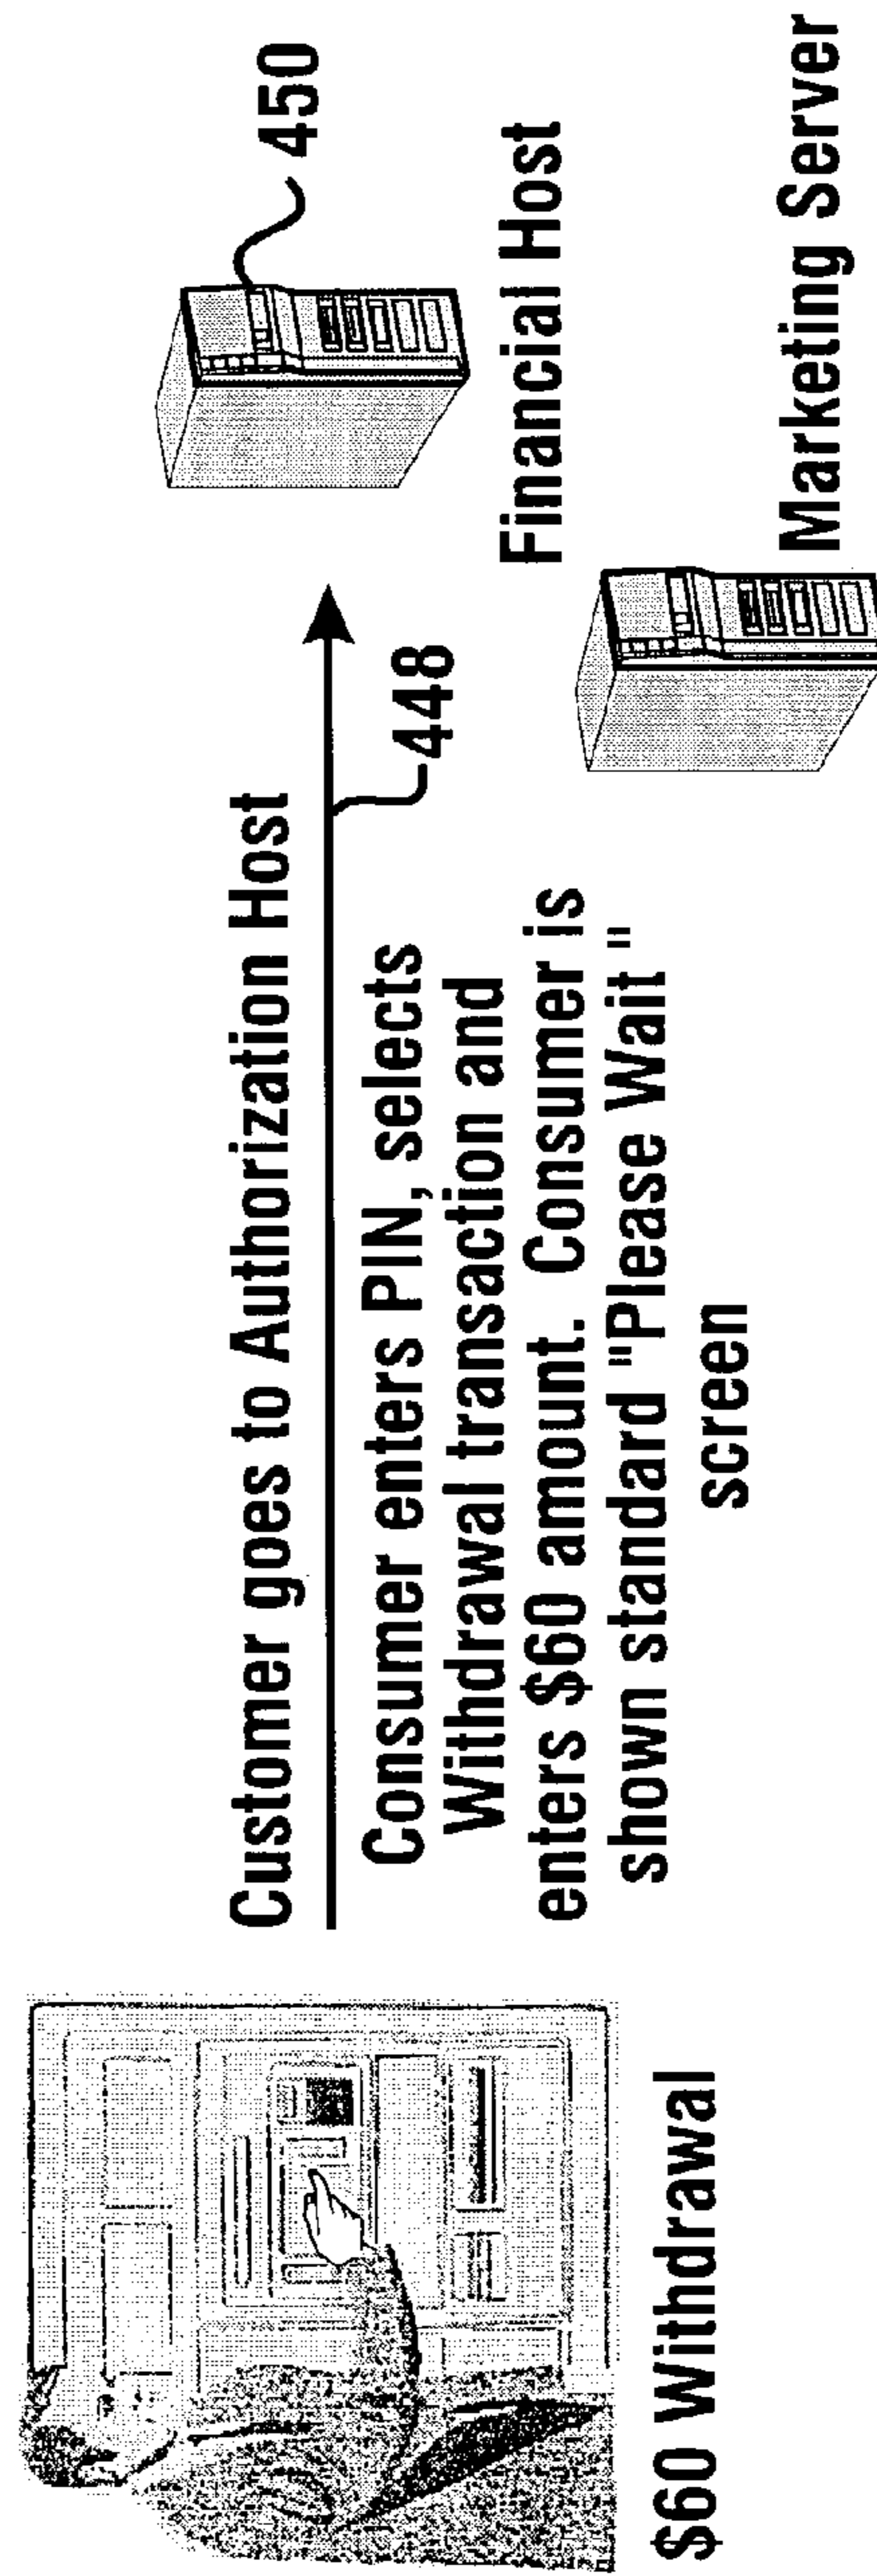 Customer goes to Authorization Host
450
448
Consumer enters PIN, selects
Withdrawal transaction and
enters $60 amount. Consumer is
shown standard "Please Wait "
screen
Financial Host
Marketing Server
$60 Withdrawal